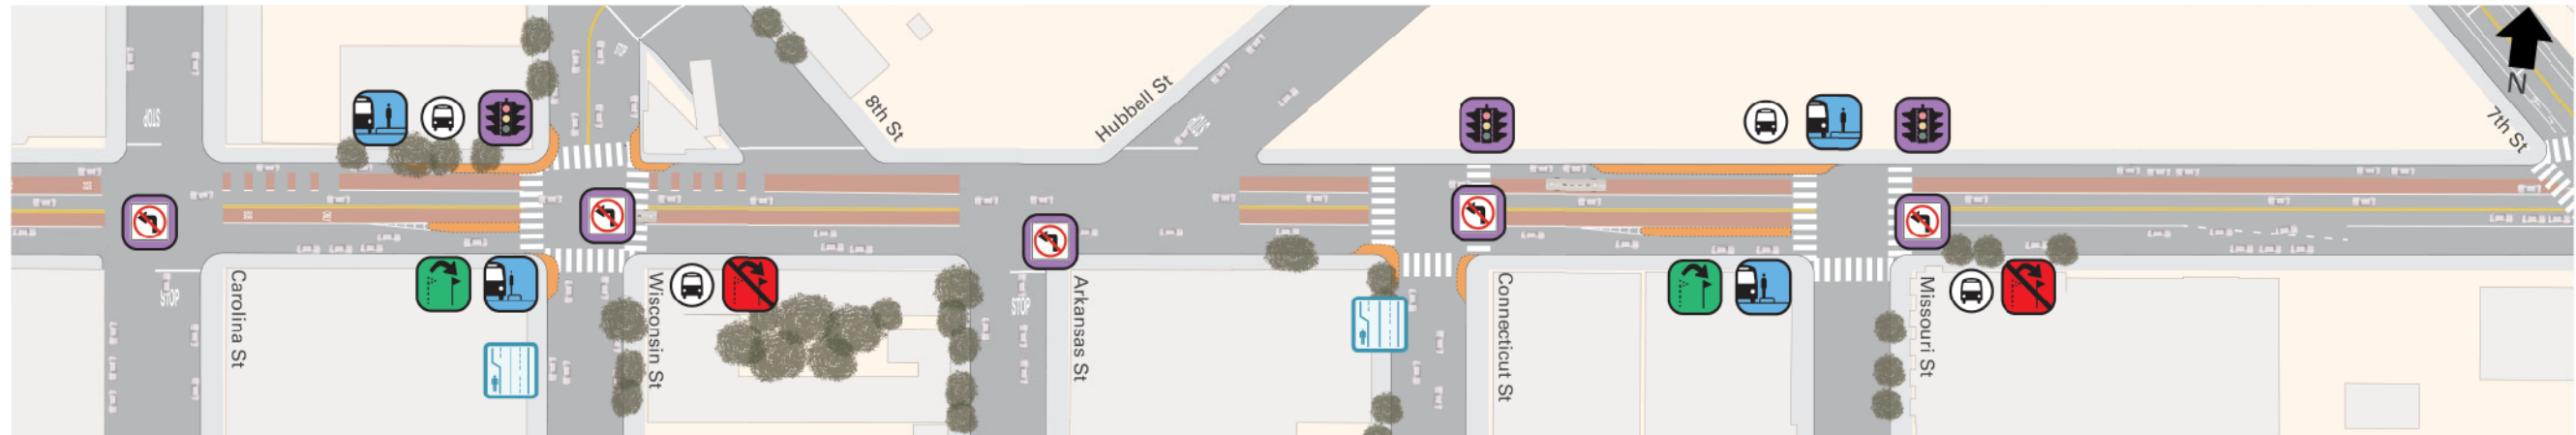 STOP
STOP
8th St
Hubbell St
7th St
N
Carolina St
STOP
Wisconsin St
STOP
Arkansas St
Connecticut St
Missouri St